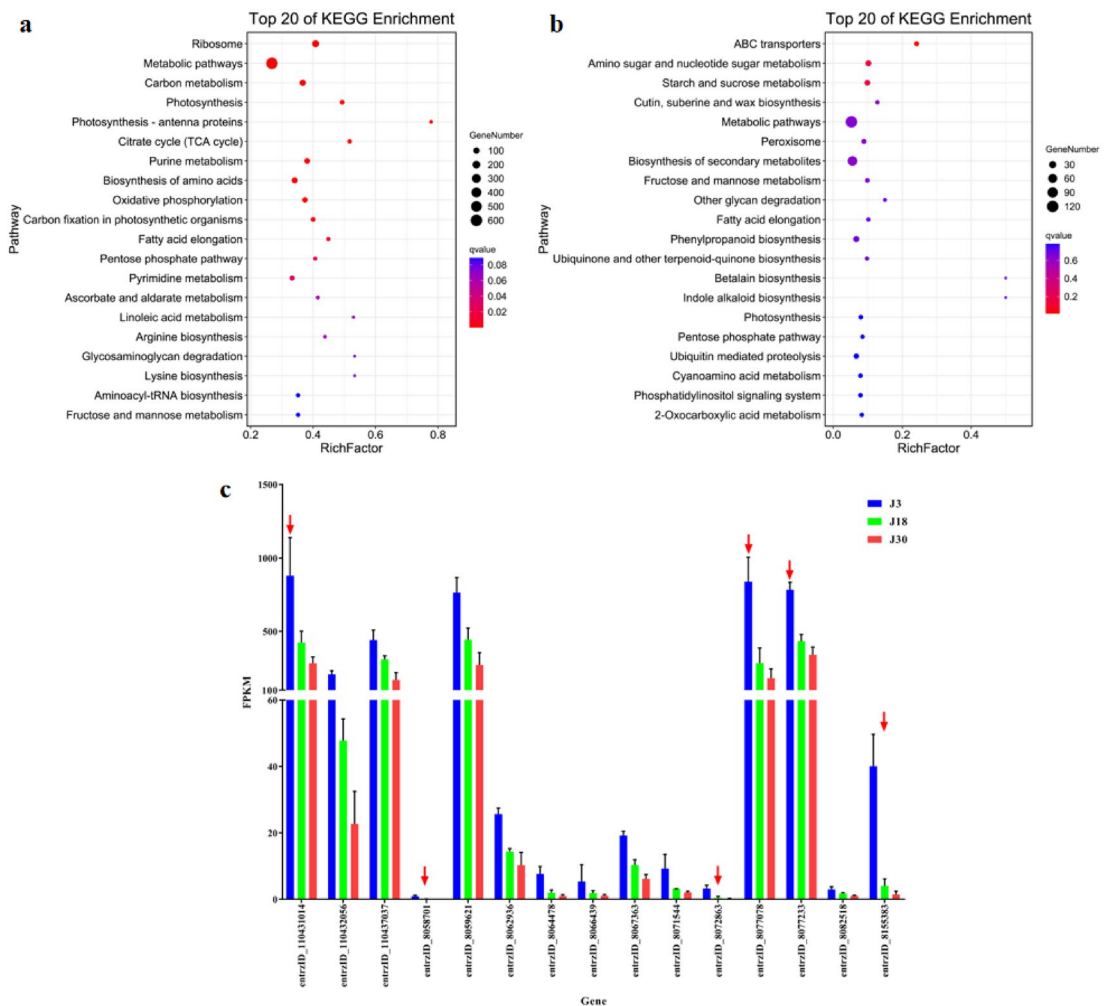 a
Top 20 of KEGG Enrichment
Pathway
Ribosome
Metabolic pathways
Carbon metabolism
Photosynthesis
Photosynthesis - antenna proteins
Citrate cycle (TCA cycle)
Purine metabolism
Biosynthesis of amino acids
Oxidative phosphorylation
Carbon fixation in photosynthetic organisms
Fatty acid elongation
Pentose phosphate pathway
Pyrimidine metabolism
Ascorbate and aldarate metabolism
Linoleic acid metabolism
Arginine biosynthesis
Glycosaminoglycan degradation
Lysine biosynthesis
Aminoacyl-tRNA biosynthesis
Fructose and mannose metabolism
0.2 0.4 0.6 0.8
RichFactor
GeneNumber
100
200
300
400
500
600
qvalue
0.08
0.06
0.04
0.02
b
Top 20 of KEGG Enrichment
Pathway
ABC transporters
Amino sugar and nucleotide sugar metabolism
Starch and sucrose metabolism
Cutin, suberine and wax biosynthesis
Metabolic pathways
Peroxisome
Biosynthesis of secondary metabolites
Fructose and mannose metabolism
Other glycan degradation
Fatty acid elongation
Phenylpropanoid biosynthesis
Ubiquinone and other terpenoid-quinone biosynthesis
Betalain biosynthesis
Indole alkaloid biosynthesis
Photosynthesis
Pentose phosphate pathway
Ubiquitin mediated proteolysis
Cyanoamino acid metabolism
Phosphatidylinositol signaling system
2-Oxocarboxylic acid metabolism
0.0 0.2 0.4
RichFactor
GeneNumber
30
60
90
120
qvalue
0.6
0.4
0.2
c
FPKM
1500
1000
500
100
60
40
20
0
J3
J18
J30
entrzID_110431014
entrzID_110432056
entrzID_110437037
entrzID_8058701
entrzID_8059621
entrzID_8062936
entrzID_8064478
entrzID_8066439
entrzID_8067363
entrzID_8071544
entrzID_8072863
entrzID_8077078
entrzID_8077233
entrzID_8082518
entrzID_8155383
Gene